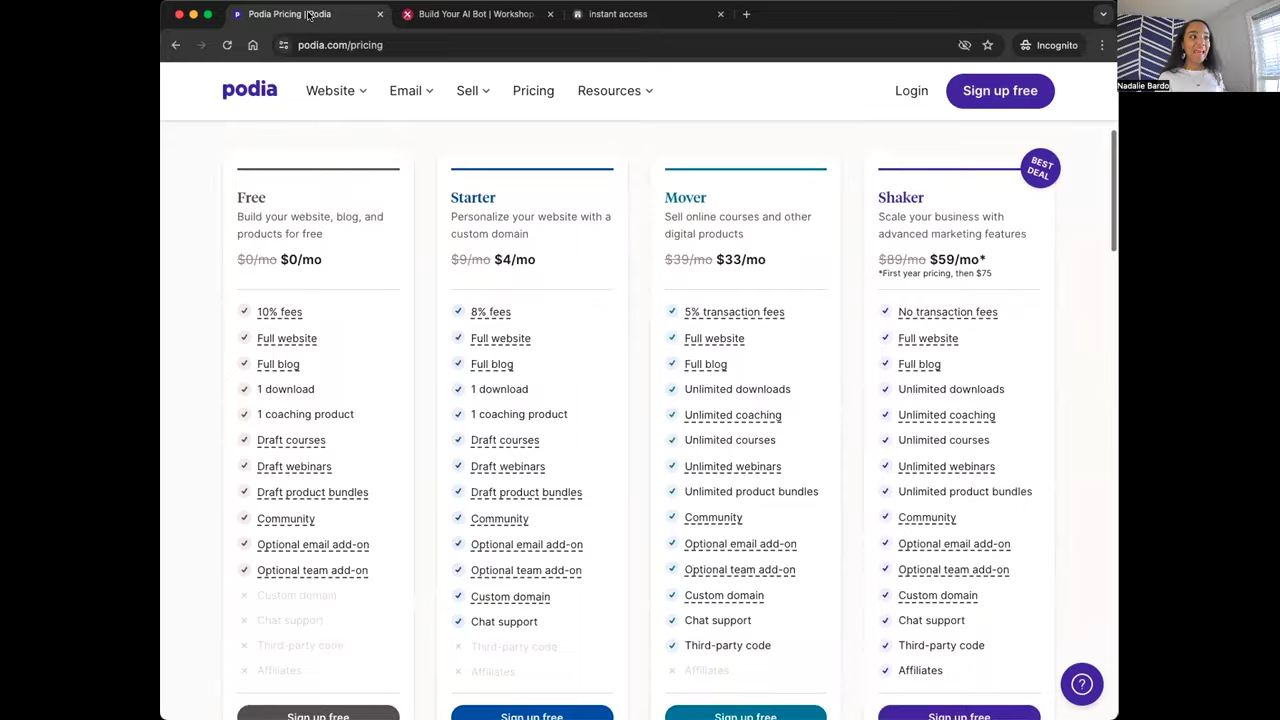 Podia Pricing | Podia
Build Your AI Bot | Workshop
instant access
podia.com/pricing
Incognito
Nadalie Bardo
podia
Website
Email
Sell
Pricing
Resources
Login
Sign up free
BEST
DEAL
Free
Build your website, blog, and
products for free
$0/mo $0/mo
10% fees
Full website
Full blog
1 download
1 coaching product
Draft courses
Draft webinars
Draft product bundles
Community
Optional email add-on
Optional team add-on
Custom domain
Chat support
Third-party code
Affiliates
Sign up free
Starter
Personalize your website with a
custom domain
$9/mo $4/mo
8% fees
Full website
Full blog
1 download
1 coaching product
Draft courses
Draft webinars
Draft product bundles
Community
Optional email add-on
Optional team add-on
Custom domain
Chat support
Third-party code
Affiliates
Sign up free
Mover
Sell online courses and other
digital products
$39/mo $33/mo
5% transaction fees
Full website
Full blog
Unlimited downloads
Unlimited coaching
Unlimited courses
Unlimited webinars
Unlimited product bundles
Community
Optional email add-on
Optional team add-on
Custom domain
Chat support
Third-party code
Affiliates
Sign up free
Shaker
Scale your business with
advanced marketing features
$89/mo $59/mo*
*First year pricing, then $75
No transaction fees
Full website
Full blog
Unlimited downloads
Unlimited coaching
Unlimited courses
Unlimited webinars
Unlimited product bundles
Community
Optional email add-on
Optional team add-on
Custom domain
Chat support
Third-party code
Affiliates
Sign up free